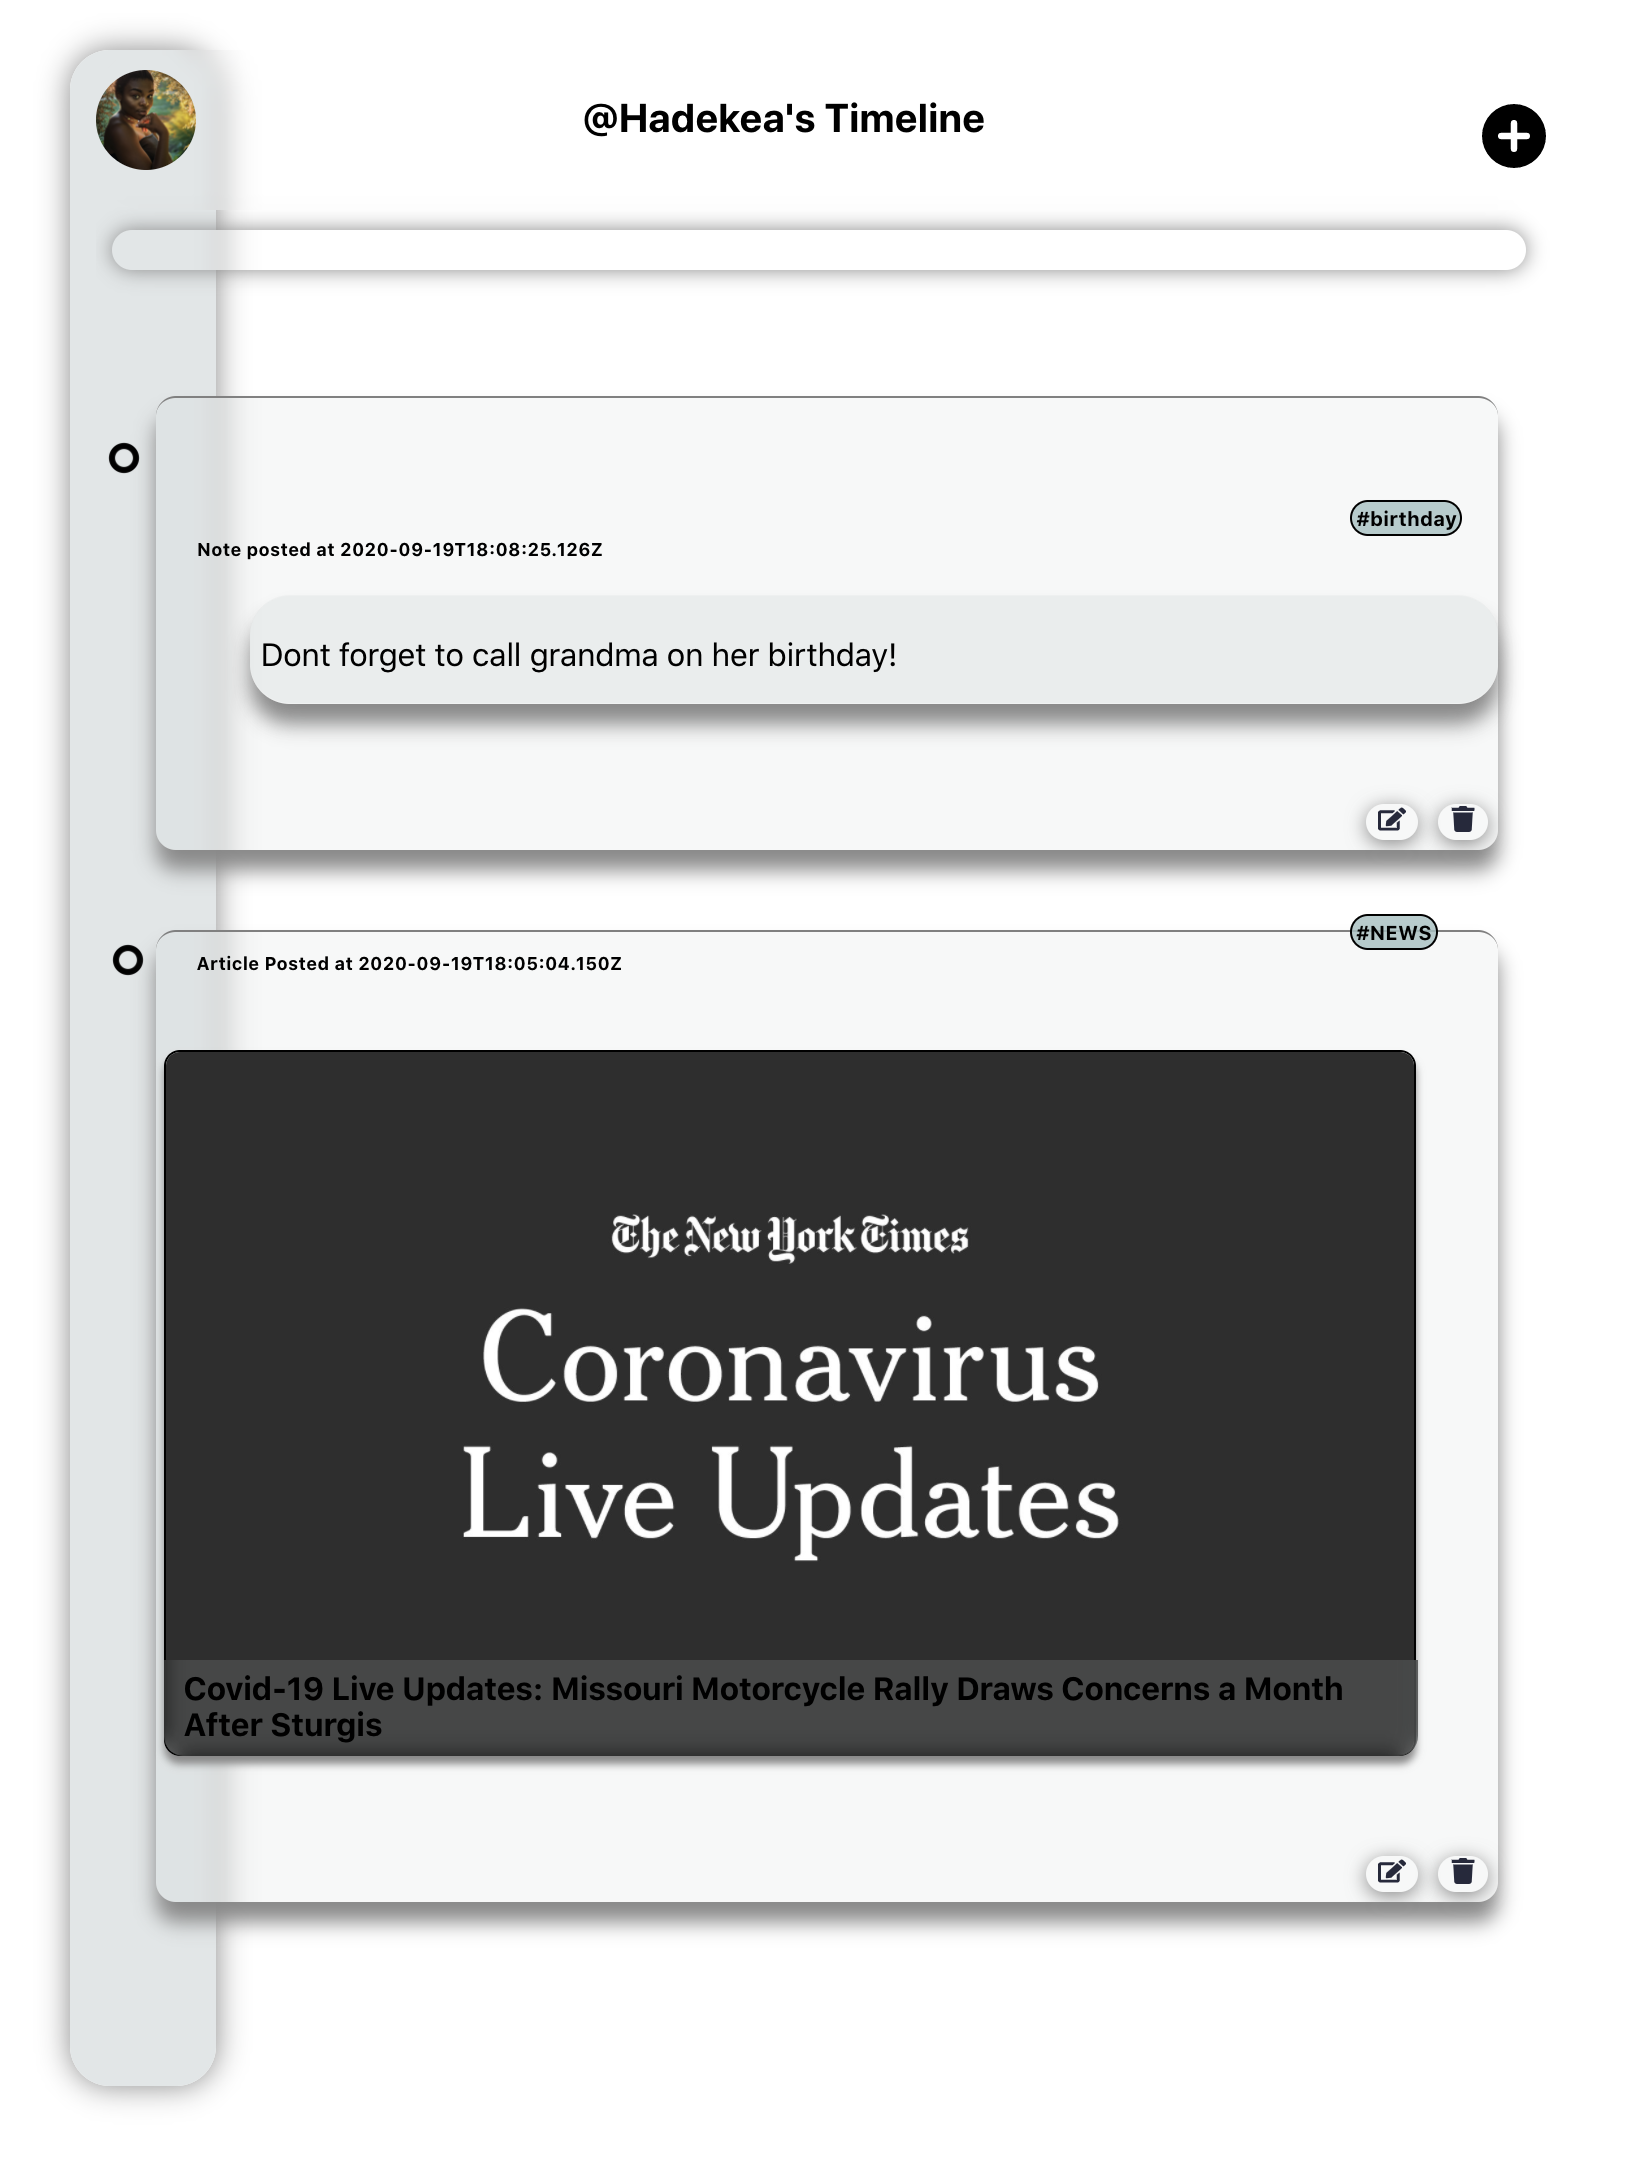 @Hadekea's Timeline
#birthday
Note posted at 2020-09-19T18:08:25.126Z
Dont forget to call grandma on her birthday!
#NEWS
Article Posted at 2020-09-19T18:05:04.150Z
The New York Times
Coronavirus
Live Updates
Covid-19 Live Updates: Missouri Motorcycle Rally Draws Concerns a Month
After Sturgis